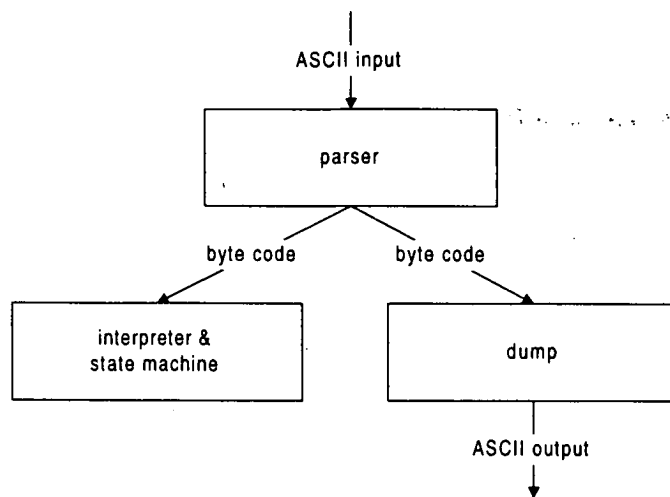 ASCII input
parser
byte code
byte code
interpreter &
state machine
dump
ASCII output